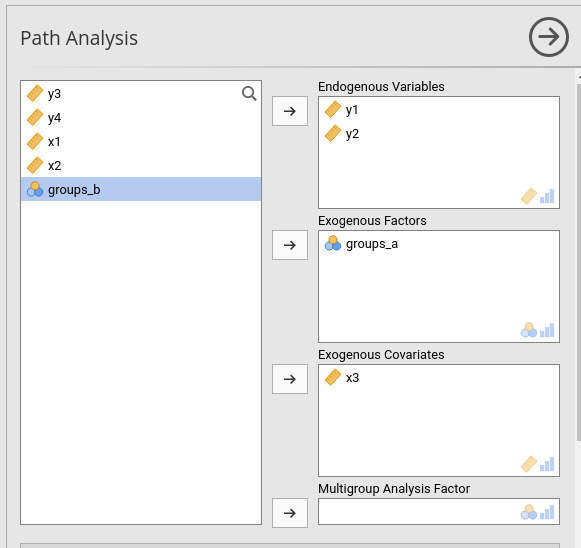 Path Analysis
y3
y4
x1
x2
groups_b
Endogenous Variables
y1
y2
Exogenous Factors
groups_a
Exogenous Covariates
x3
Multigroup Analysis Factor